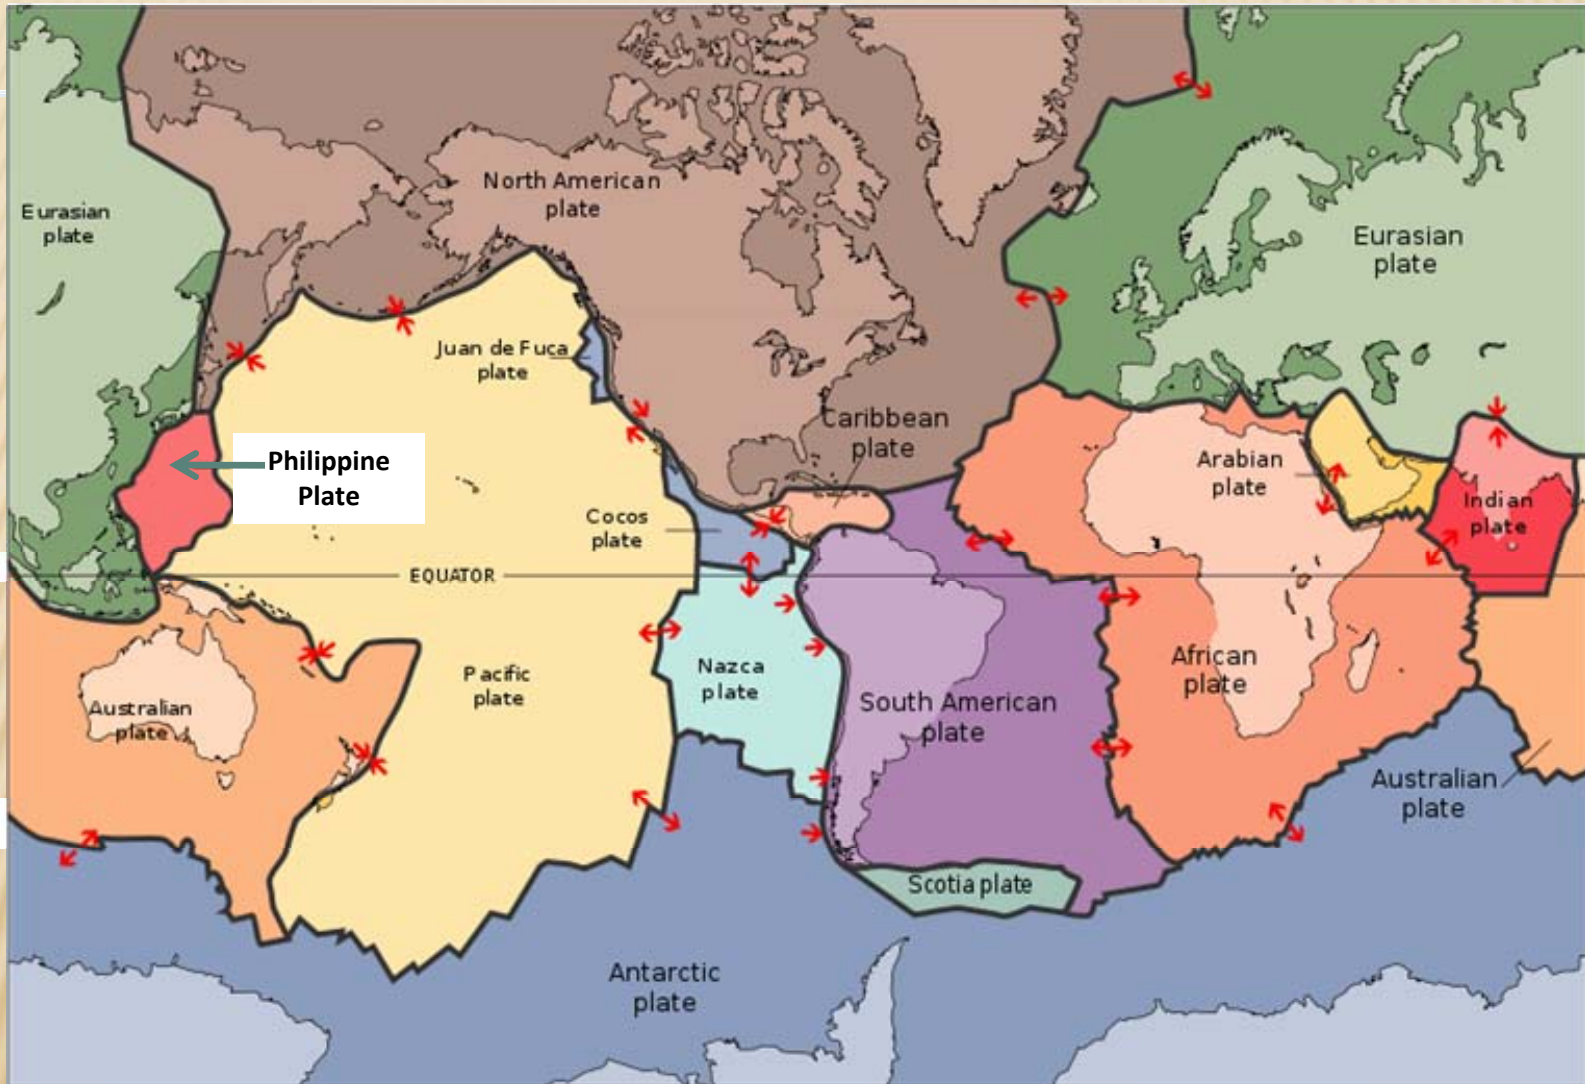 North American
plate
Eurasian
plate
Eurasian
plate
Juan de Fuca
plate
Caribbean
plate
Philippine
Plate
Arabian
plate
Indian
plate
Cocos
plate
EQUATOR
Pacific
plate
Nazca
plate
African
plate
South American
plate
Australian
plate
Australian
plate
Scotia plate
Antarctic
plate